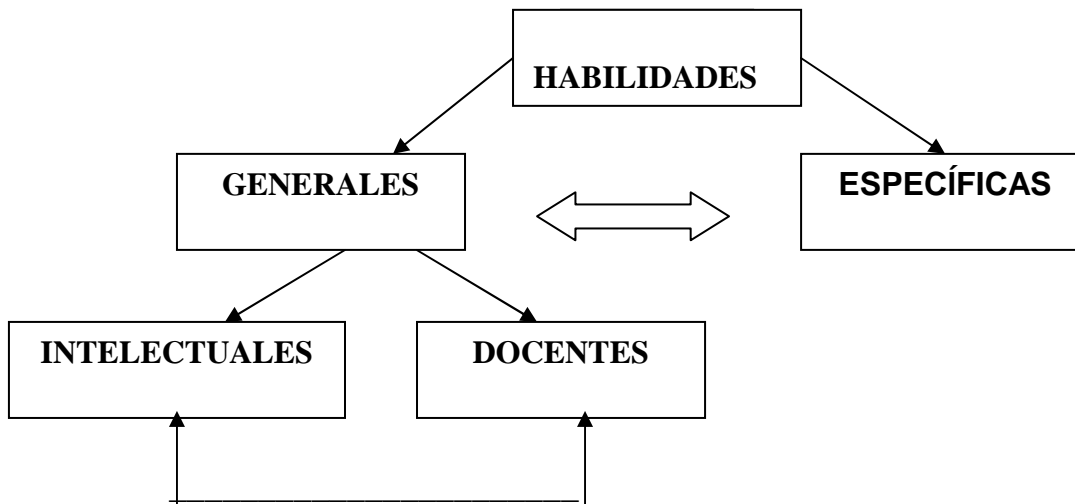 HABILIDADES
GENERALES
ESPECÍFICAS
INTELECTUALES
DOCENTES